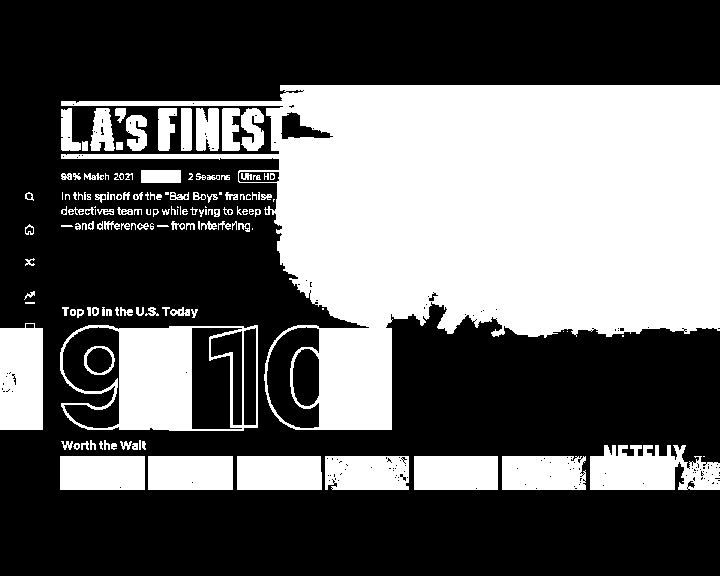 L.A.'s FINEST
98% Match 2021 2 Seasons Ultra HD
In this spinoff of the "Bad Boys" franchise,
detectives team up while trying to keep the
— and differences — from interfering.
Top 10 in the U.S. Today
9 10
Worth the Wait
NETFLIX